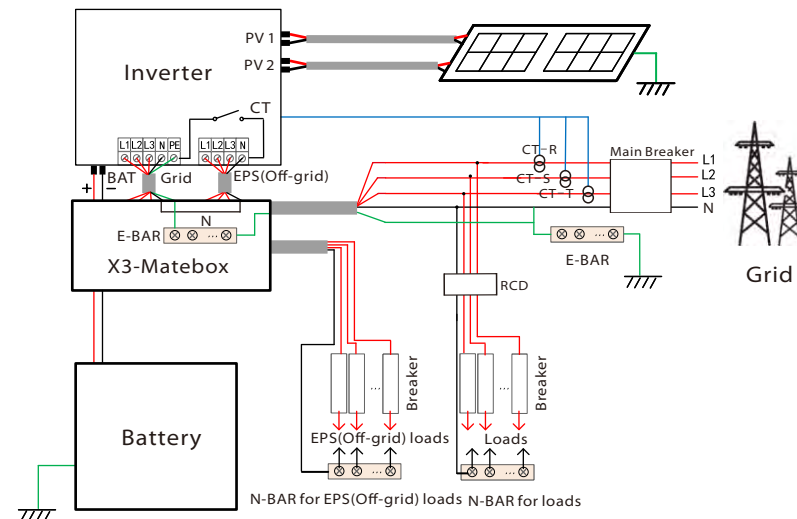 PV 1
Inverter
PV 2
CT
L1 L2 L3 N PE
L1 L2 L3 N
CT-R
Main Breaker
L1
CT-S
L2
CT-T
L3
N
+ BAT −
Grid
EPS(Off-grid)
N
E-BAR
...
X3-Matebox
...
E-BAR
Grid
RCD
...
Breaker
...
Breaker
Battery
EPS(Off-grid) loads
Loads
...
...
N-BAR for EPS(Off-grid) loads
N-BAR for loads